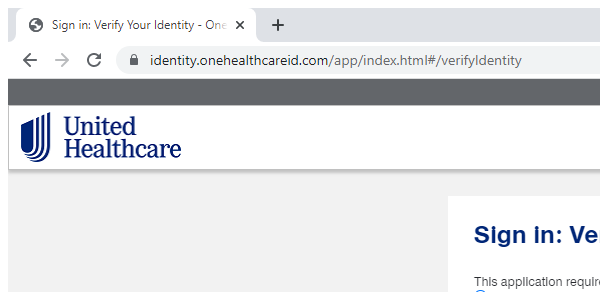 Sign in: Verify Your Identity - One
identity.onehealthcareid.com/app/index.html#/verifyIdentity
United
Healthcare
Sign in: Ve
This application require